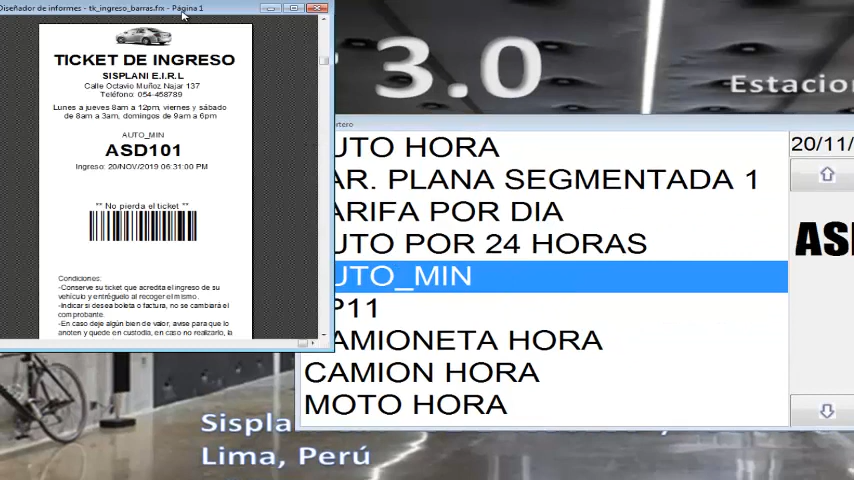 Diseñador de informes - tk_ingreso_barras.frx - Página 1
TICKET DE INGRESO
SISPLANI E.I.R.L
Calle Octavio Muñoz Najar 137
Teléfono: 054-458789
Lunes a jueves 8am a 12pm, viernes y sábado
de 8am a 3am, domingos de 9am a 6pm
AUTO_MIN
ASD101
Ingreso: 20/NOV/2019 06:31:00 PM
** No pierda el ticket **
Condiciones:
-Conserve su ticket que acredita el ingreso de su
vehículo y entréguelo al recoger el mismo.
-Indicar si desea boleta o factura, no se cambiará el
comprobante.
-En caso deje algún bien de valor, avise para que lo
anoten y quede en custodia, en caso no realizarlo, la
3.0
Estacio
rtero
UTO HORA
AR. PLANA SEGMENTADA 1
ARIFA POR DIA
UTO POR 24 HORAS
UTO_MIN
P11
AMIONETA HORA
CAMION HORA
MOTO HORA
20/11/
ASD
Sispla
Lima, Perú